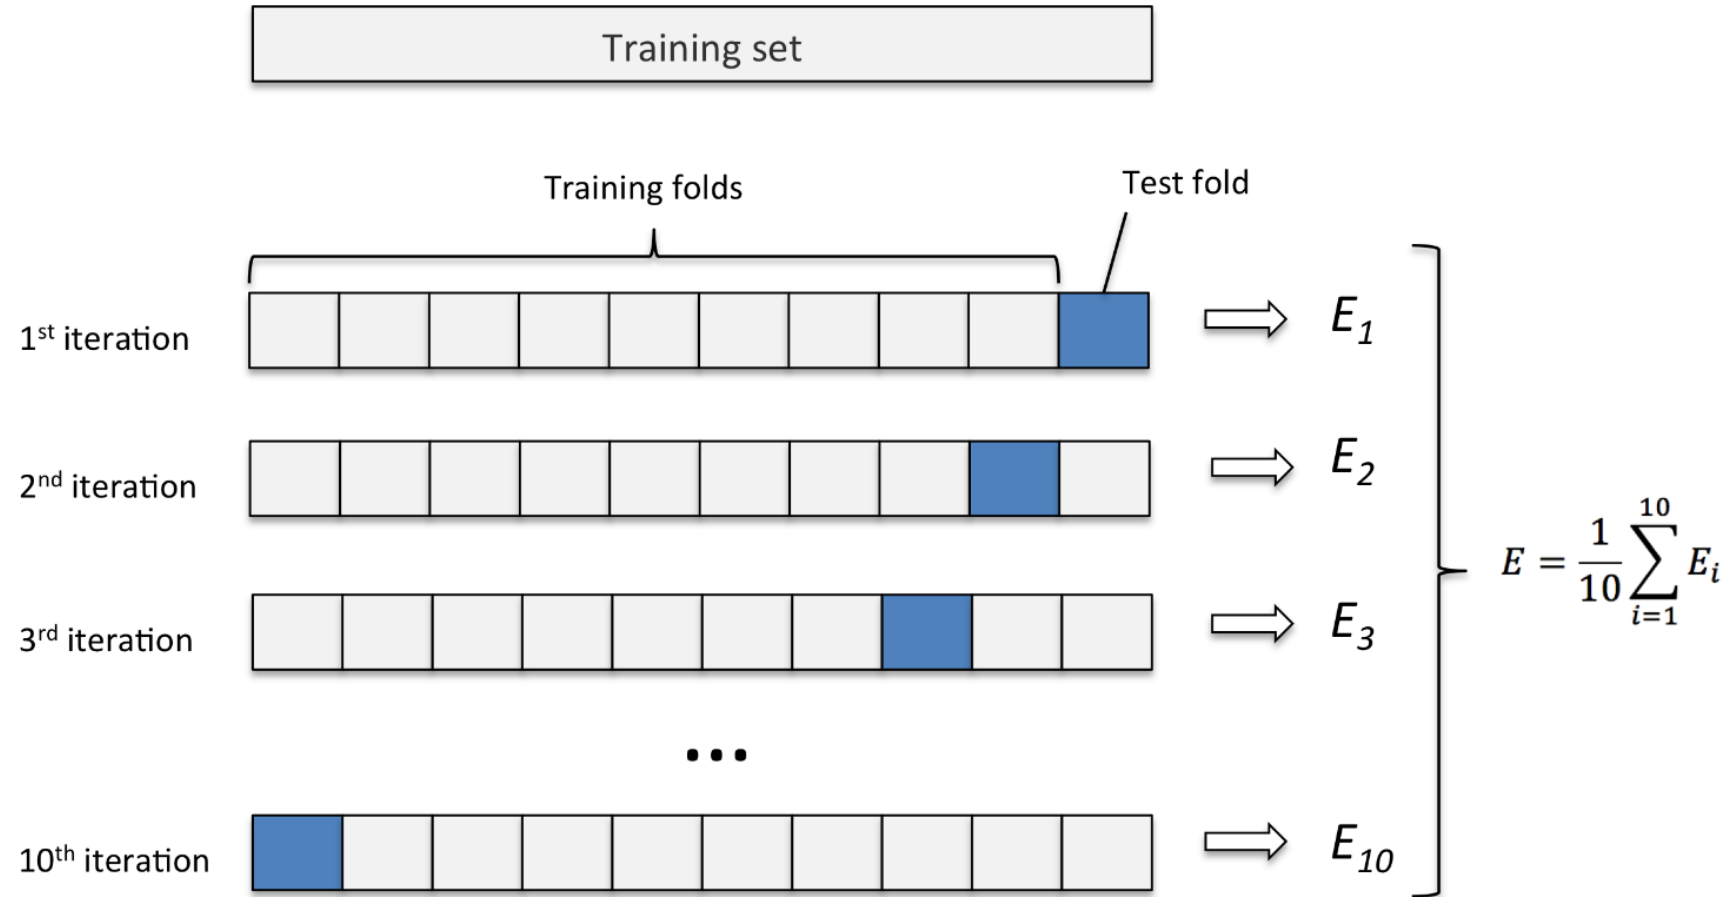 Training set
Training folds
Test fold
1st iteration
E1
2nd iteration
E2
3rd iteration
E3
...
10th iteration
E10
E = 1/10 ∑_{i=1}^{10} E_i